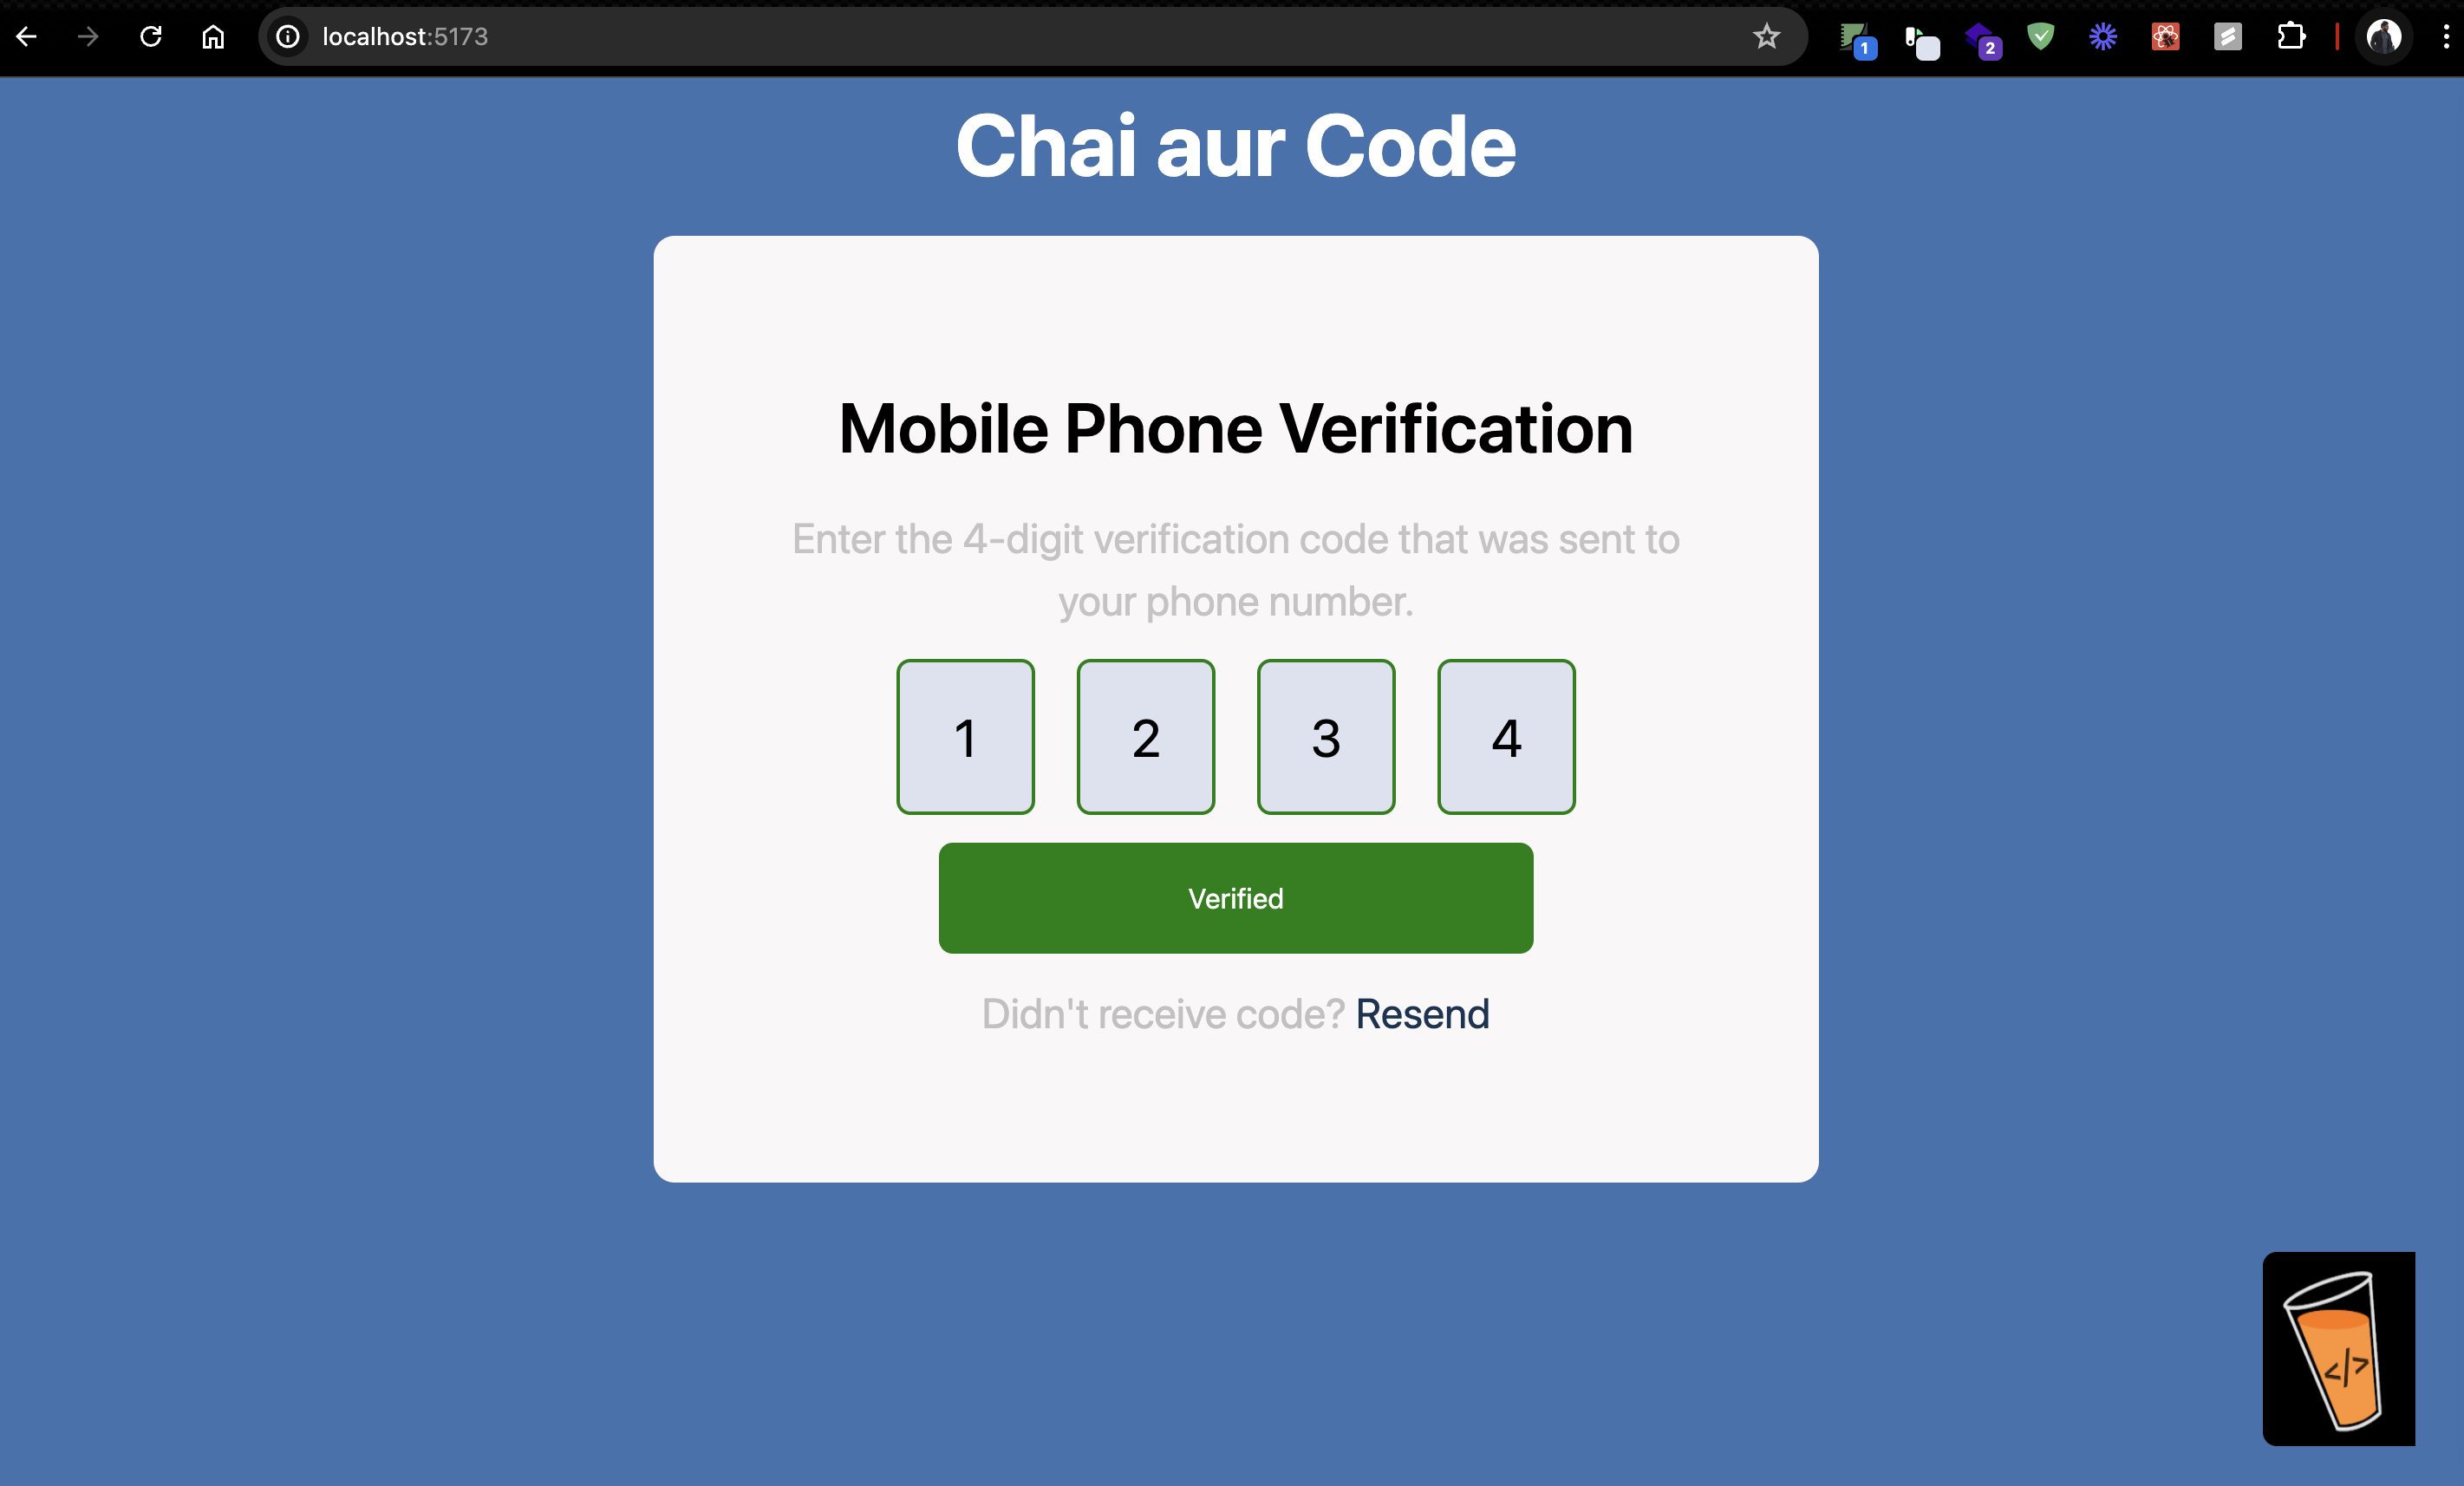 localhost:5173
1
2
Chai aur Code
Mobile Phone Verification
Enter the 4-digit verification code that was sent to
your phone number.
1 2 3 4
Verified
Didn't receive code? Resend
</>